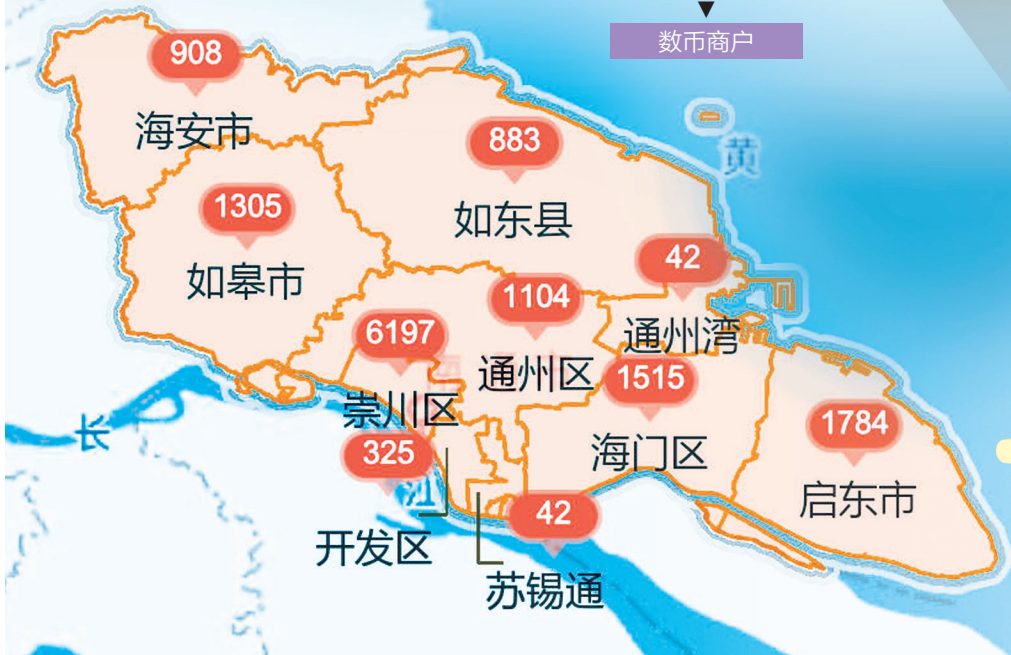 数币商户
908
海安市
883
黄
1305
如东县
如皋市
42
1104
通州湾
6197
通州区
1515
崇川区
1784
长
325
海门区
江
启东市
42
开发区
苏锡通